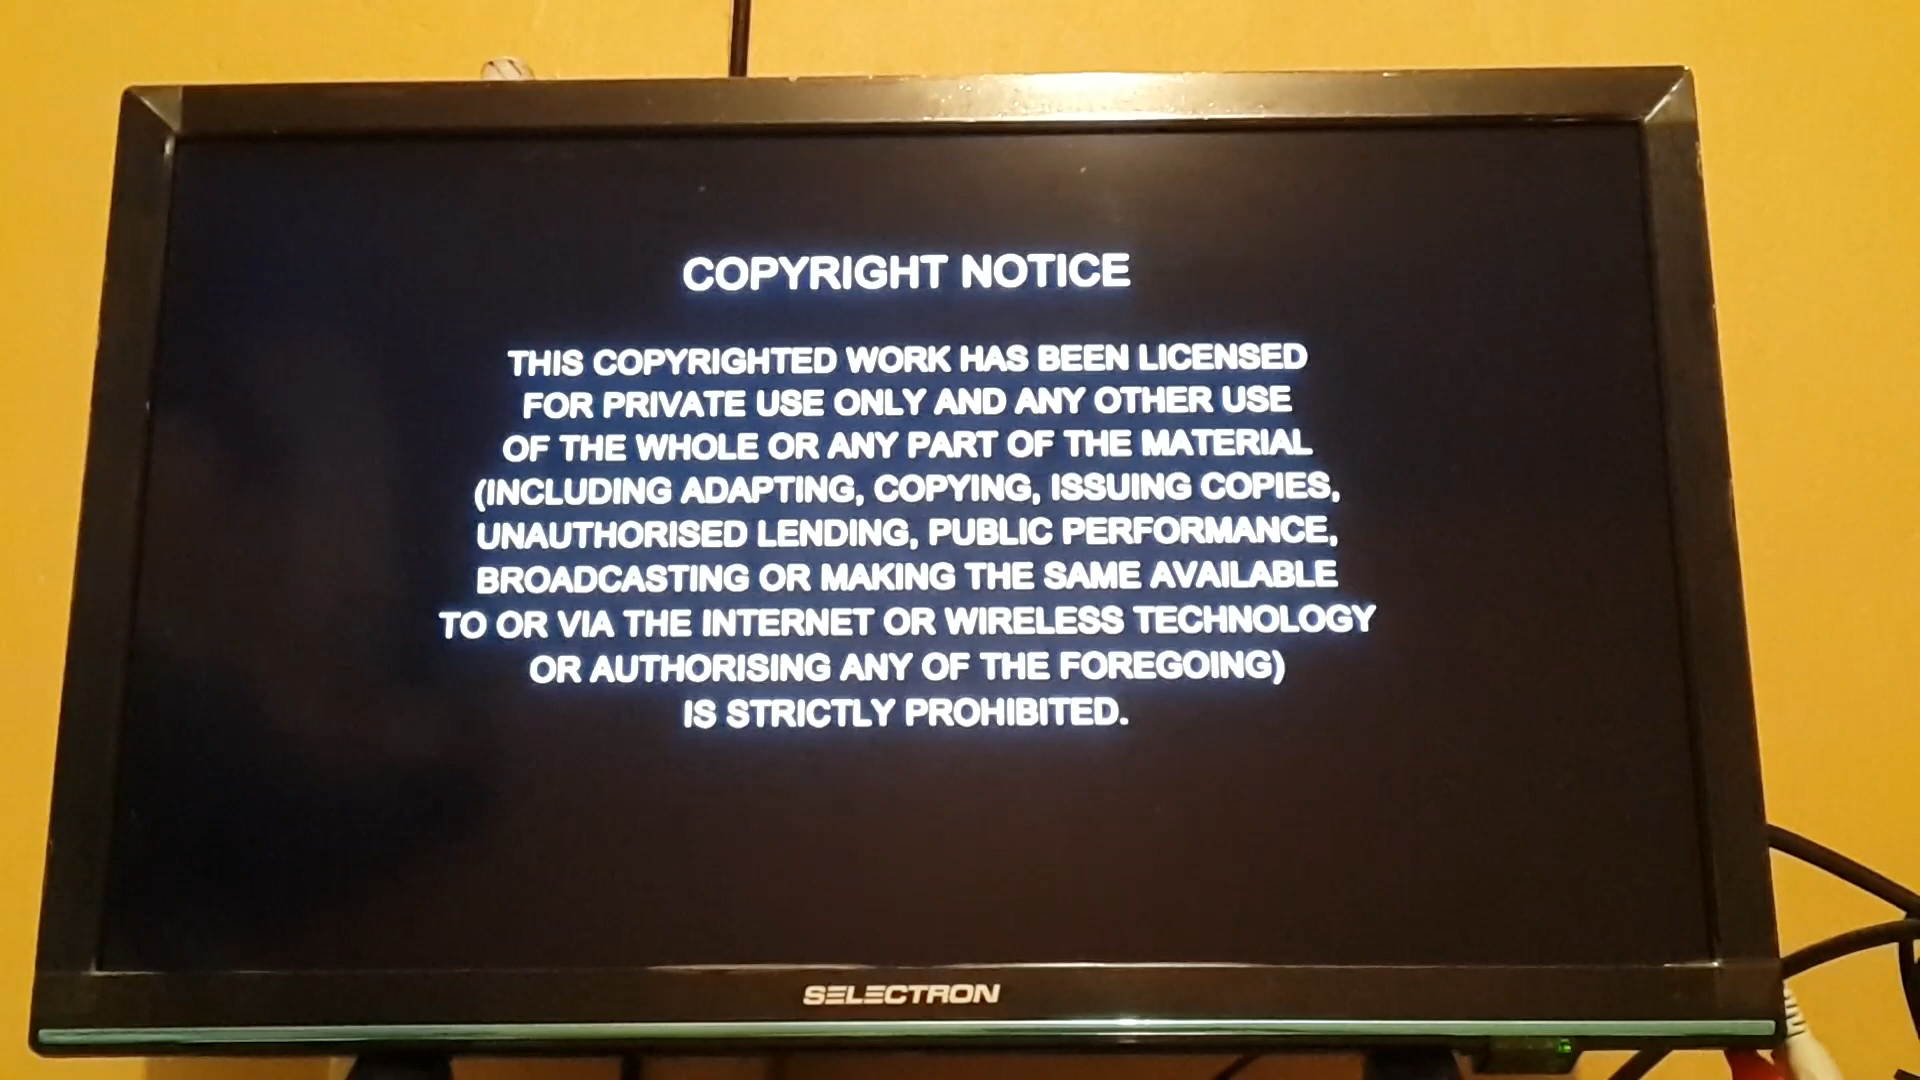 COPYRIGHT NOTICE
THIS COPYRIGHTED WORK HAS BEEN LICENSED
FOR PRIVATE USE ONLY AND ANY OTHER USE
OF THE WHOLE OR ANY PART OF THE MATERIAL
(INCLUDING ADAPTING, COPYING, ISSUING COPIES,
UNAUTHORISED LENDING, PUBLIC PERFORMANCE,
BROADCASTING OR MAKING THE SAME AVAILABLE
TO OR VIA THE INTERNET OR WIRELESS TECHNOLOGY
OR AUTHORISING ANY OF THE FOREGOING)
IS STRICTLY PROHIBITED.
SELECTRON